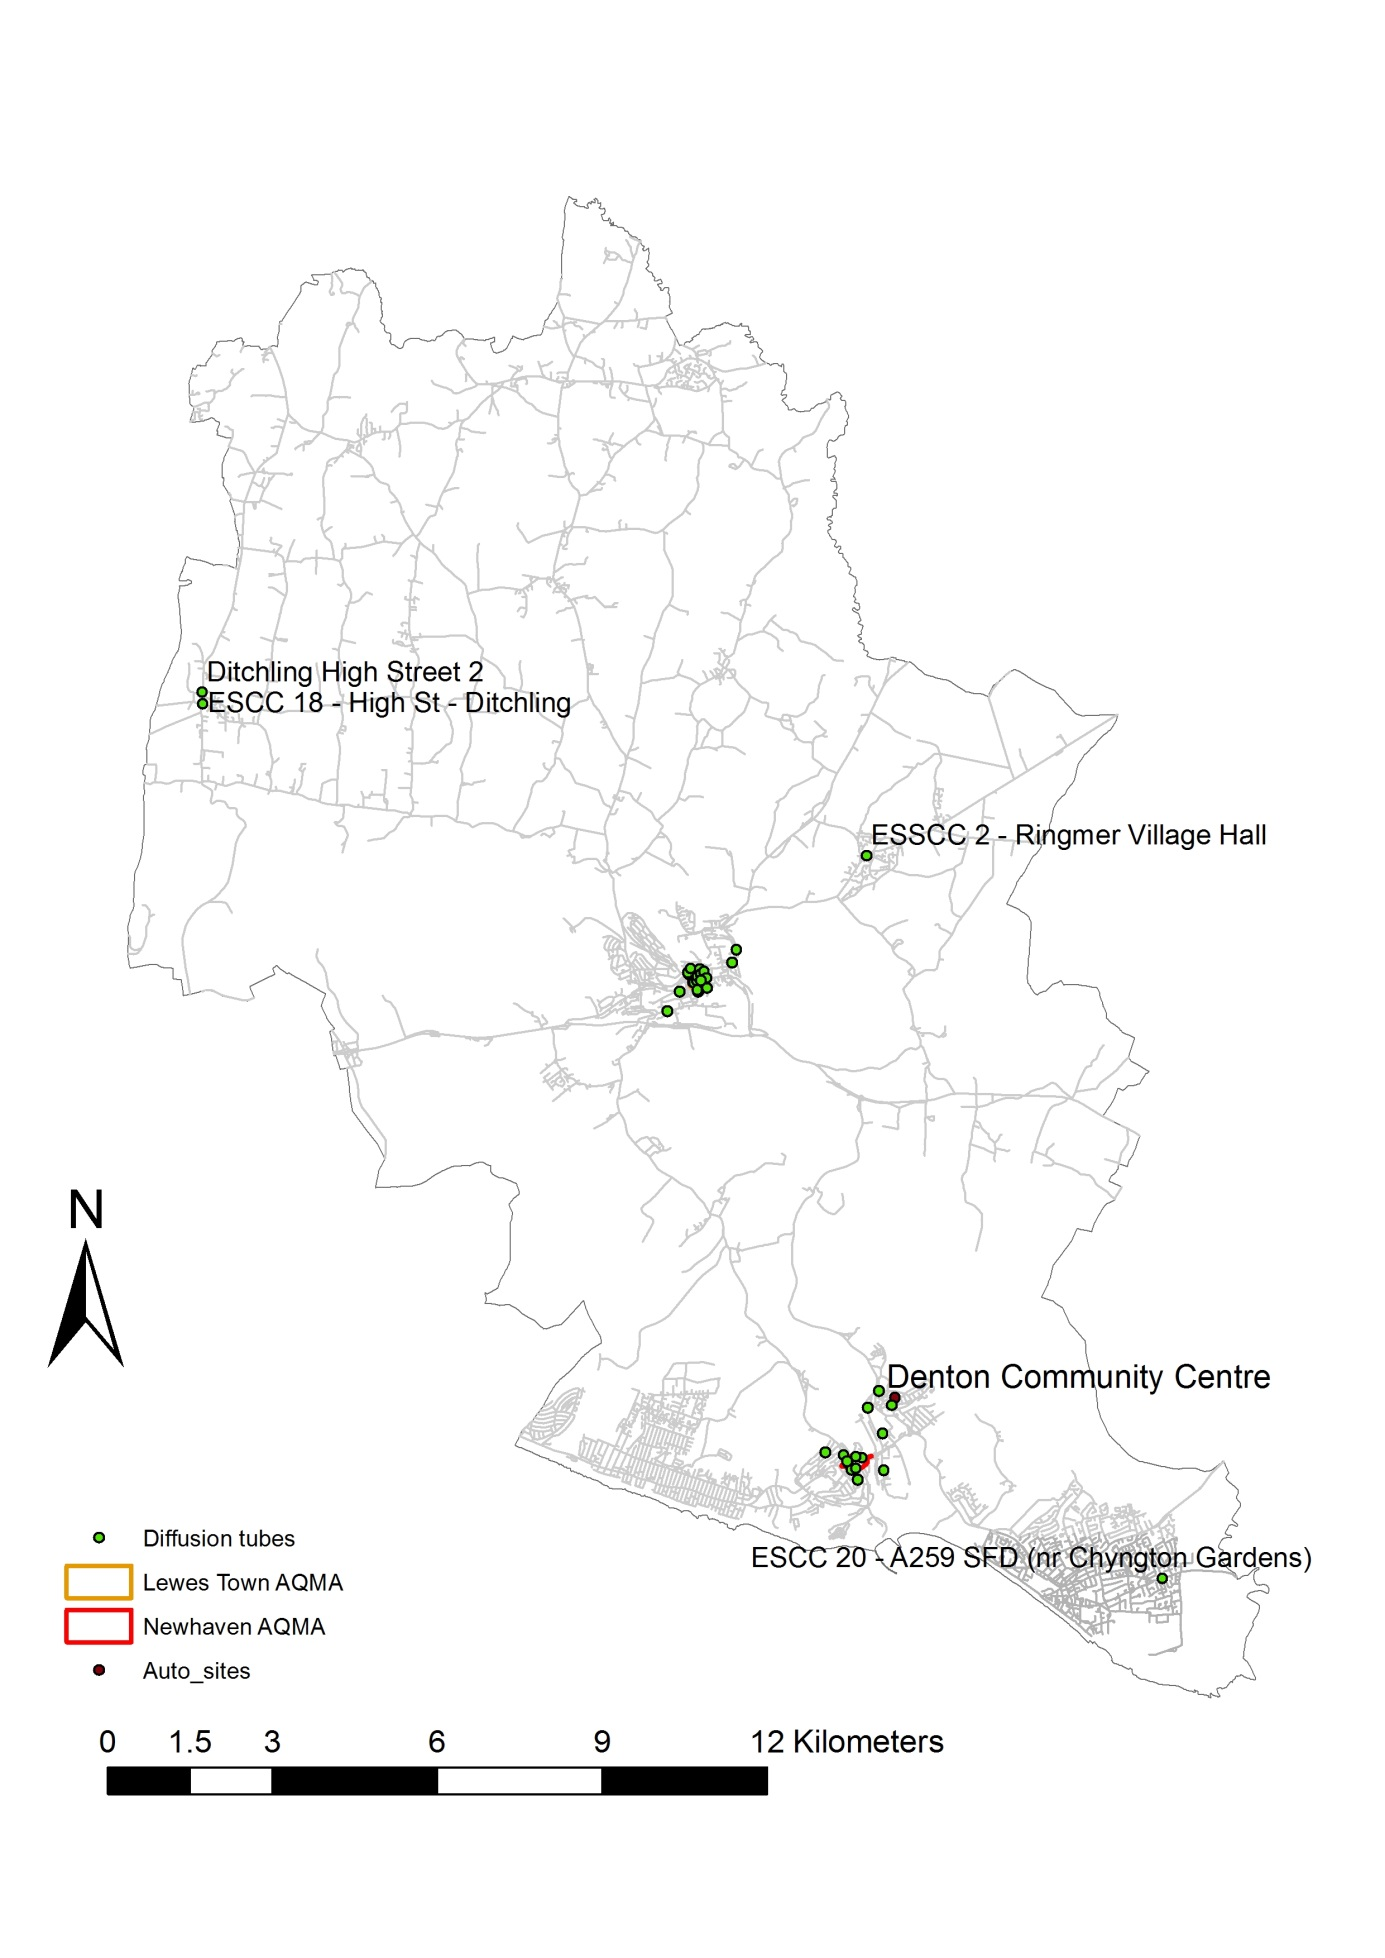 Ditchling High Street 2
ESCC 18 - High St - Ditchling
ESSCC 2 - Ringmer Village Hall
N
Denton Community Centre
ESCC 20 - A259 SFD (nr Chyngton Gardens)
Diffusion tubes
Lewes Town AQMA
Newhaven AQMA
Auto_sites
0 1.5 3 6 9 12 Kilometers